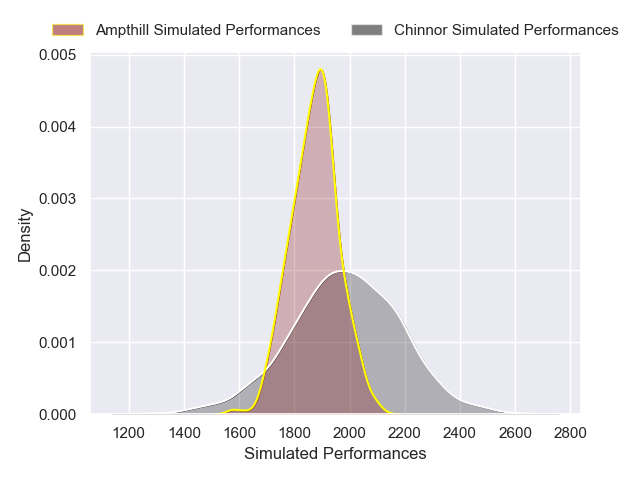 Ampthill Simulated Performances Chinnor Simulated Performances
0.005
0.004
0.003
0.002
0.001
0.000
Density
1200 1400 1600 1800 2000 2200 2400 2600 2800
Simulated Performances